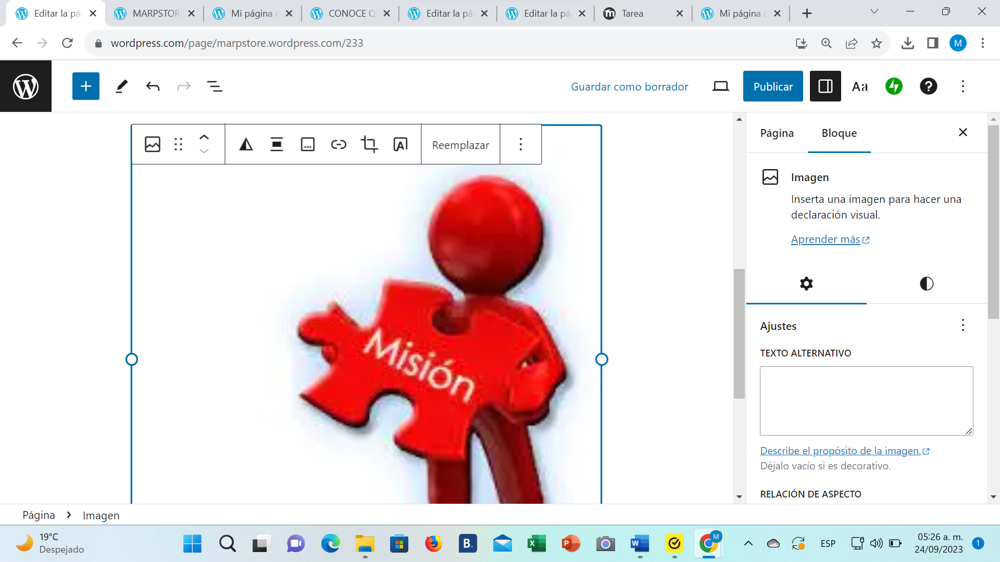 Editar la pá
MARPSTOR
Mi página
CONOCE Q
Editar la pá
Editar la pá
Tarea
Mi página
wordpress.com/page/marpstore.wordpress.com/233
M
Guardar como borrador
Publicar
Aa
Reemplazar
Página
Bloque
Imagen
Inserta una imagen para hacer una
declaración visual.
Aprender más
Misión
Ajustes
TEXTO ALTERNATIVO
Describe el propósito de la imagen.
Déjalo vacío si es decorativo.
RELACIÓN DE ASPECTO
Página
Imagen
19°C
Despejado
B.
M
ESP
05:26 a. m.
24/09/2023
1